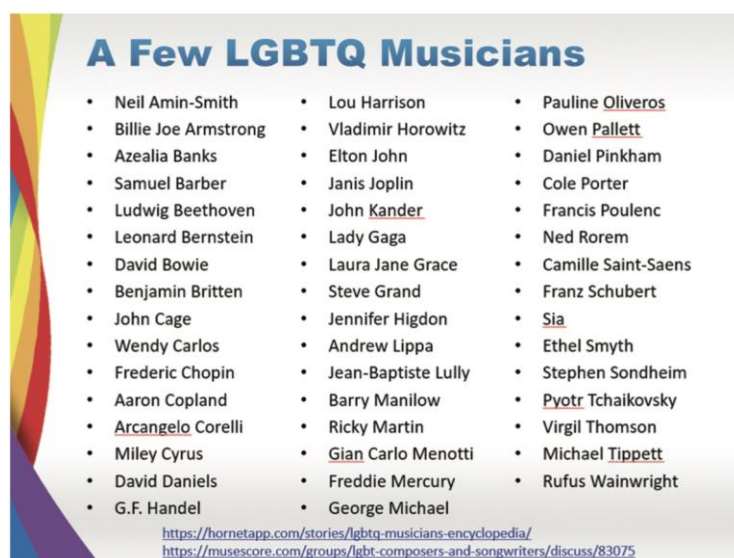 A Few LGBTQ Musicians
Neil Amin-Smith
Billie Joe Armstrong
Azealia Banks
Samuel Barber
Ludwig Beethoven
Leonard Bernstein
David Bowie
Benjamin Britten
John Cage
Wendy Carlos
Frederic Chopin
Aaron Copland
Arcangelo Corelli
Miley Cyrus
David Daniels
G.F. Handel
Lou Harrison
Vladimir Horowitz
Elton John
Janis Joplin
John Kander
Lady Gaga
Laura Jane Grace
Steve Grand
Jennifer Higdon
Andrew Lippa
Jean-Baptiste Lully
Barry Manilow
Ricky Martin
Gian Carlo Menotti
Freddie Mercury
George Michael
Pauline Oliveros
Owen Pallett
Daniel Pinkham
Cole Porter
Francis Poulenc
Ned Rorem
Camille Saint-Saens
Franz Schubert
Sia
Ethel Smyth
Stephen Sondheim
Pyotr Tchaikovsky
Virgil Thomson
Michael Tippett
Rufus Wainwright
https://hornetapp.com/stories/lgbtq-musicians-encyclopedia/
https://musescore.com/groups/lgbt-composers-and-songwriters/discuss/83075